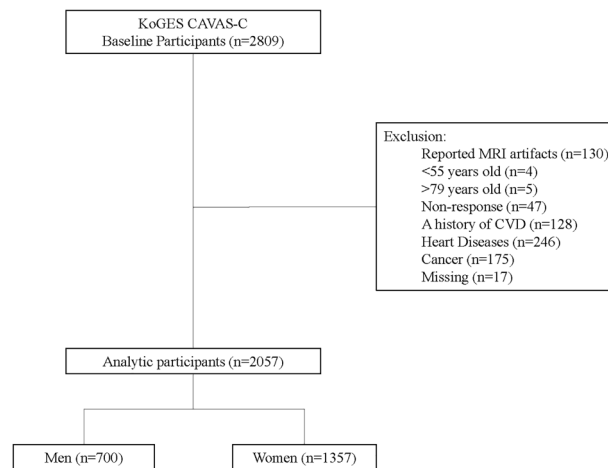 KoGES CAVAS-C
Baseline Participants (n=2809)
Exclusion:
Reported MRI artifacts (n=130)
<55 years old (n=4)
>79 years old (n=5)
Non-response (n=47)
A history of CVD (n=128)
Heart Diseases (n=246)
Cancer (n=175)
Missing (n=17)
Analytic participants (n=2057)
Men (n=700)
Women (n=1357)